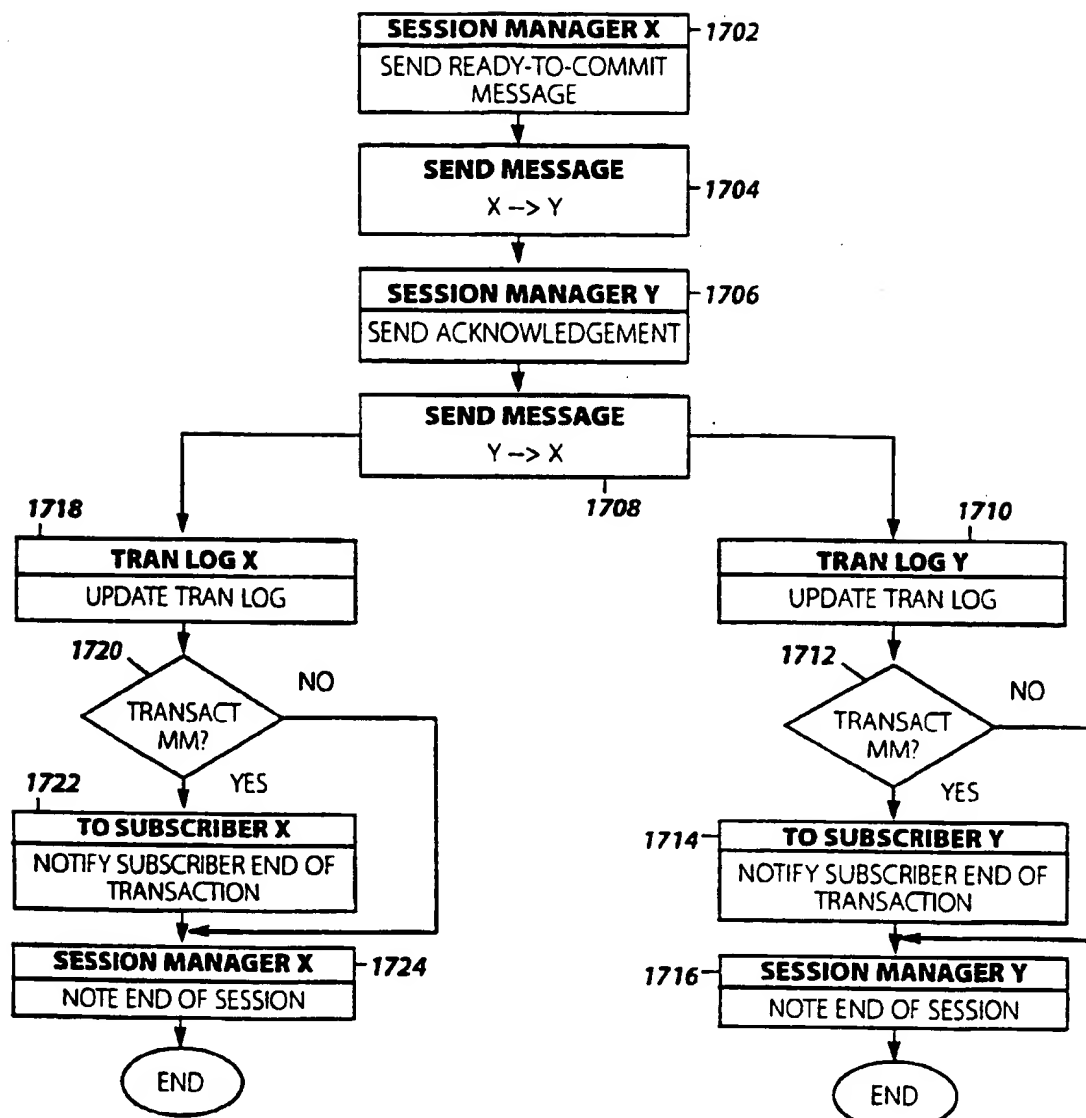 SESSION MANAGER X
1702
SEND READY-TO-COMMIT
MESSAGE
SEND MESSAGE
1704
X --> Y
SESSION MANAGER Y
1706
SEND ACKNOWLEDGEMENT
SEND MESSAGE
Y --> X
1708
1718
TRAN LOG X
UPDATE TRAN LOG
1720
NO
TRANSACT
MM?
YES
1722
TO SUBSCRIBER X
NOTIFY SUBSCRIBER END OF
TRANSACTION
SESSION MANAGER X
1724
NOTE END OF SESSION
END
1710
TRAN LOG Y
UPDATE TRAN LOG
1712
NO
TRANSACT
MM?
YES
1714
TO SUBSCRIBER Y
NOTIFY SUBSCRIBER END OF
TRANSACTION
1716
SESSION MANAGER Y
NOTE END OF SESSION
END